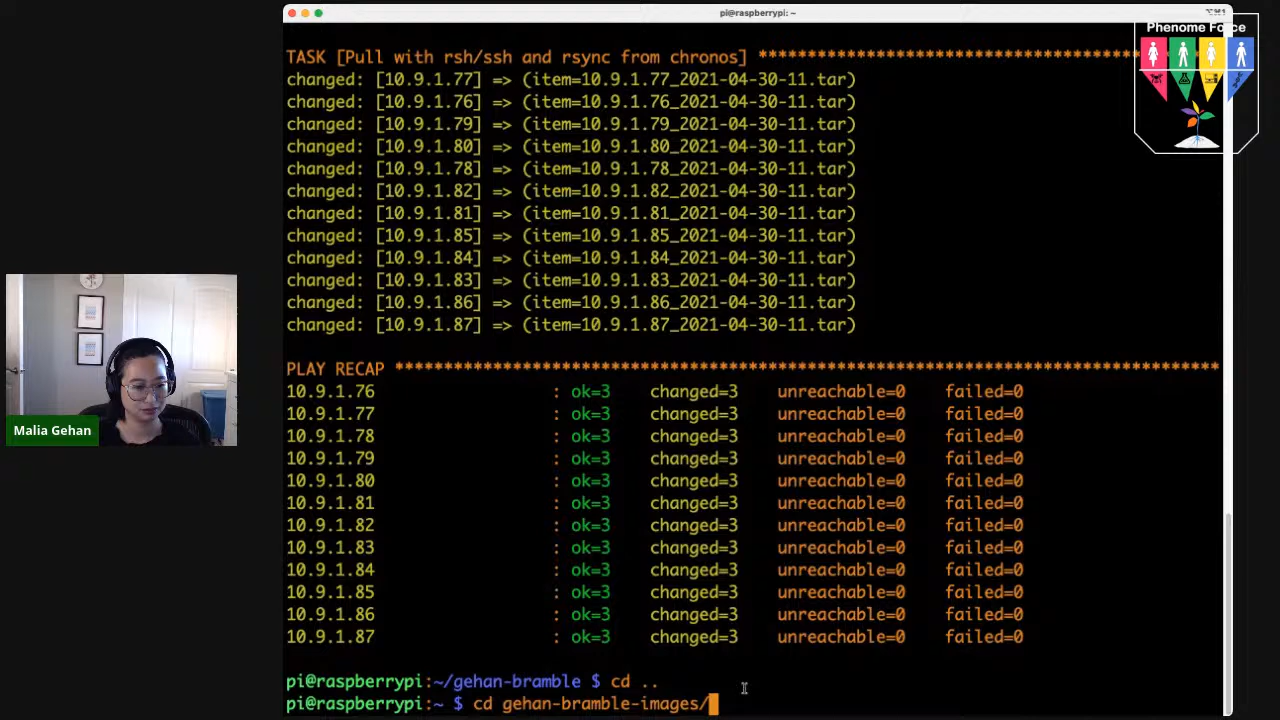 pi@raspberrypi: ~
⌥⌘1
Phenome Force
TASK [Pull with rsh/ssh and rsync from chronos] ***************************************
changed: [10.9.1.77] => (item=10.9.1.77_2021-04-30-11.tar)
changed: [10.9.1.76] => (item=10.9.1.76_2021-04-30-11.tar)
changed: [10.9.1.79] => (item=10.9.1.79_2021-04-30-11.tar)
changed: [10.9.1.80] => (item=10.9.1.80_2021-04-30-11.tar)
changed: [10.9.1.78] => (item=10.9.1.78_2021-04-30-11.tar)
changed: [10.9.1.82] => (item=10.9.1.82_2021-04-30-11.tar)
changed: [10.9.1.81] => (item=10.9.1.81_2021-04-30-11.tar)
changed: [10.9.1.85] => (item=10.9.1.85_2021-04-30-11.tar)
changed: [10.9.1.84] => (item=10.9.1.84_2021-04-30-11.tar)
changed: [10.9.1.83] => (item=10.9.1.83_2021-04-30-11.tar)
changed: [10.9.1.86] => (item=10.9.1.86_2021-04-30-11.tar)
changed: [10.9.1.87] => (item=10.9.1.87_2021-04-30-11.tar)
PLAY RECAP ************************************************************************************
10.9.1.76 : ok=3 changed=3 unreachable=0 failed=0
10.9.1.77 : ok=3 changed=3 unreachable=0 failed=0
10.9.1.78 : ok=3 changed=3 unreachable=0 failed=0
10.9.1.79 : ok=3 changed=3 unreachable=0 failed=0
10.9.1.80 : ok=3 changed=3 unreachable=0 failed=0
10.9.1.81 : ok=3 changed=3 unreachable=0 failed=0
10.9.1.82 : ok=3 changed=3 unreachable=0 failed=0
10.9.1.83 : ok=3 changed=3 unreachable=0 failed=0
10.9.1.84 : ok=3 changed=3 unreachable=0 failed=0
10.9.1.85 : ok=3 changed=3 unreachable=0 failed=0
10.9.1.86 : ok=3 changed=3 unreachable=0 failed=0
10.9.1.87 : ok=3 changed=3 unreachable=0 failed=0
pi@raspberrypi:~/gehan-bramble $ cd ..
pi@raspberrypi:~ $ cd gehan-bramble-images/
Malia Gehan